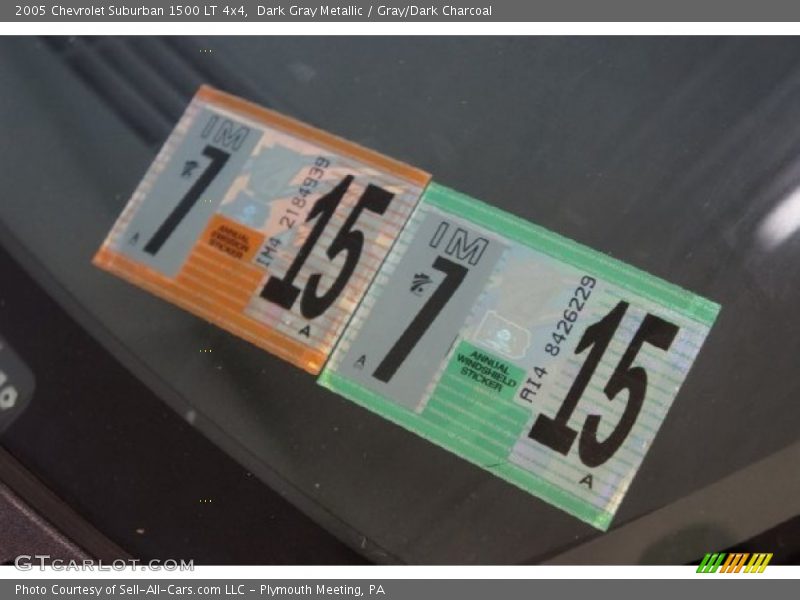 2005 Chevrolet Suburban 1500 LT 4x4, Dark Gray Metallic / Gray/Dark Charcoal
IM
7
A
ANNUAL
EMISSION
STICKER
IM4 2184939
15
A
IM
7
A
ANNUAL
WINDSHIELD
STICKER
AI4 8426229
15
A
GTcarlot.com
Photo Courtesy of Sell-All-Cars.com LLC - Plymouth Meeting, PA